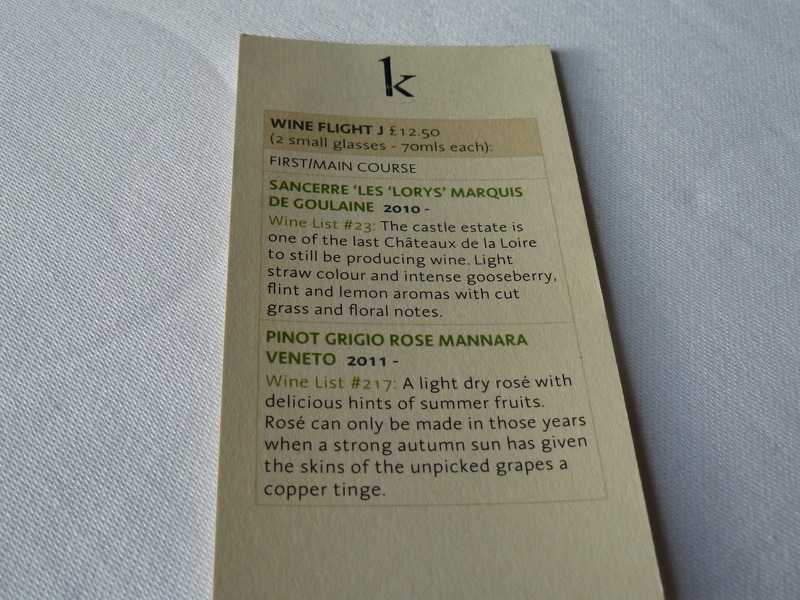 k
WINE FLIGHT J £12.50
(2 small glasses - 70mls each):
FIRST/MAIN COURSE
SANCERRE ‘LES ‘LORYS’ MARQUIS
DE GOULAINE 2010 -
Wine List #23: The castle estate is
one of the last Châteaux de la Loire
to still be producing wine. Light
straw colour and intense gooseberry,
flint and lemon aromas with cut
grass and floral notes.
PINOT GRIGIO ROSE MANNARA
VENETO 2011 -
Wine List #217: A light dry rosé with
delicious hints of summer fruits.
Rosé can only be made in those years
when a strong autumn sun has given
the skins of the unpicked grapes a
copper tinge.